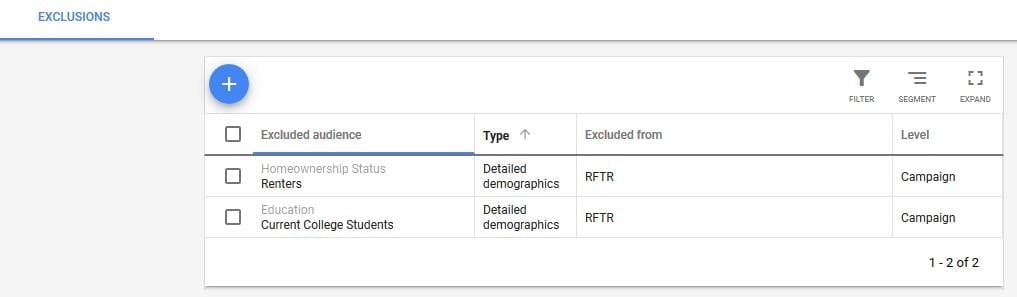 EXCLUSIONS
FILTER SEGMENT EXPAND
Excluded audience Type Excluded from Level
Homeownership Status
Renters
Detailed
demographics
RFTR
Campaign
Education
Current College Students
Detailed
demographics
RFTR
Campaign
1 - 2 of 2